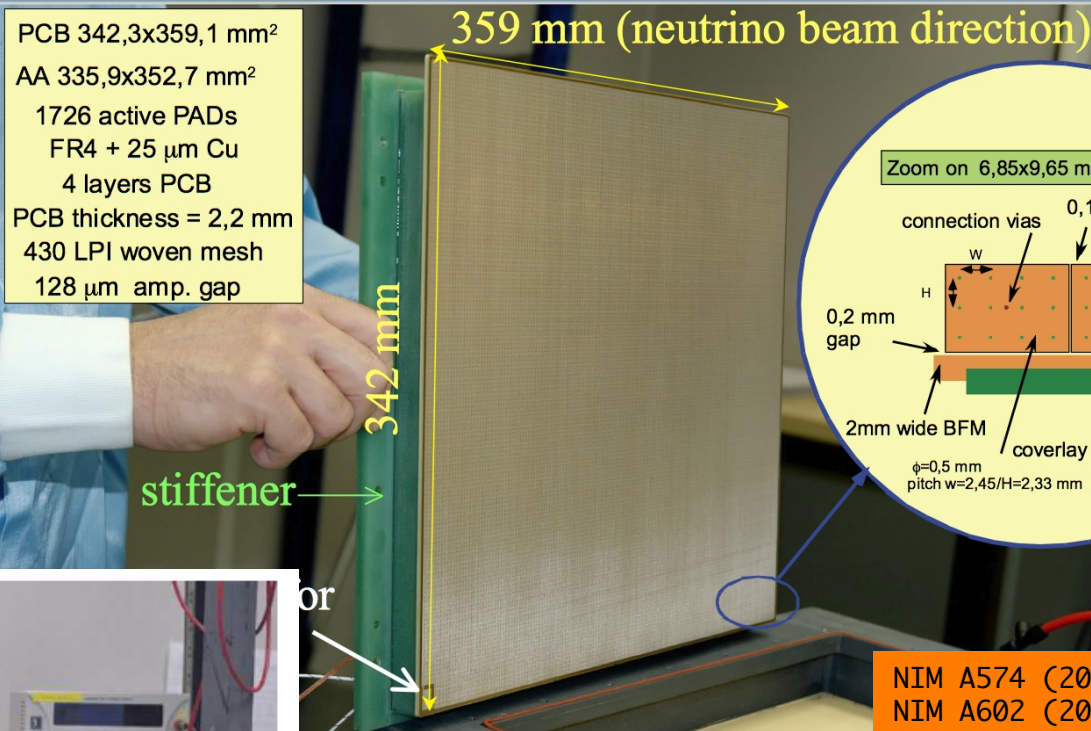 PCB 342,3x359,1 mm²
AA 335,9x352,7 mm²
1726 active PADs
FR4 + 25 μm Cu
4 layers PCB
PCB thickness = 2,2 mm
430 LPI woven mesh
128 μm amp. gap
359 mm (neutrino beam direction)
342 mm
stiffener
Zoom on 6,85x9,65
connection vias
W
H
0,2 mm
gap
2mm wide BFM
coverlay
ϕ=0,5 mm
pitch w=2,45/H=2,33 mm
NIM A574
NIM A602